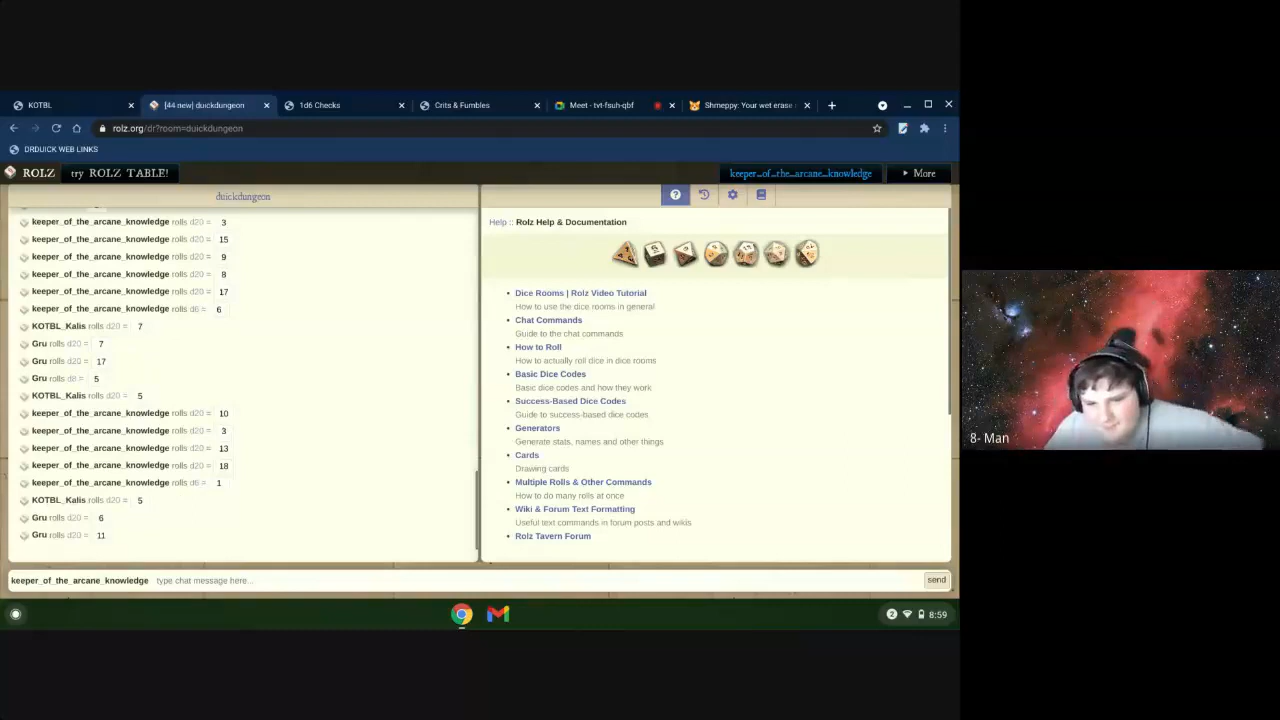 KOTBL
[44 new] duickdungeon
1d6 Checks
Crits & Fumbles
Meet - tvt-fsuh-qbf
Shmeppy: Your wet erase
rolz.org/dr?room=duickdungeon
DRDUICK WEB LINKS
ROLZ
try ROLZ TABLE!
keeper_of_the_arcane_knowledge
More
duickdungeon
keeper_of_the_arcane_knowledge rolls d20 = 3
keeper_of_the_arcane_knowledge rolls d20 = 15
keeper_of_the_arcane_knowledge rolls d20 = 9
keeper_of_the_arcane_knowledge rolls d20 = 8
keeper_of_the_arcane_knowledge rolls d20 = 17
keeper_of_the_arcane_knowledge rolls d6 = 6
KOTBL_Kalis rolls d20 = 7
Gru rolls d20 = 7
Gru rolls d20 = 17
Gru rolls d8 = 5
KOTBL_Kalis rolls d20 = 5
keeper_of_the_arcane_knowledge rolls d20 = 10
keeper_of_the_arcane_knowledge rolls d20 = 3
keeper_of_the_arcane_knowledge rolls d20 = 13
keeper_of_the_arcane_knowledge rolls d20 = 18
keeper_of_the_arcane_knowledge rolls d6 = 1
KOTBL_Kalis rolls d20 = 5
Gru rolls d20 = 6
Gru rolls d20 = 11
Help :: Rolz Help & Documentation
• Dice Rooms | Rolz Video Tutorial
How to use the dice rooms in general
• Chat Commands
Guide to the chat commands
• How to Roll
How to actually roll dice in dice rooms
• Basic Dice Codes
Basic dice codes and how they work
• Success-Based Dice Codes
Guide to success-based dice codes
• Generators
Generate stats, names and other things
• Cards
Drawing cards
• Multiple Rolls & Other Commands
How to do many rolls at once
• Wiki & Forum Text Formatting
Useful text commands in forum posts and wikis
• Rolz Tavern Forum
keeper_of_the_arcane_knowledge type chat message here...
send
2
8:59
8- Man